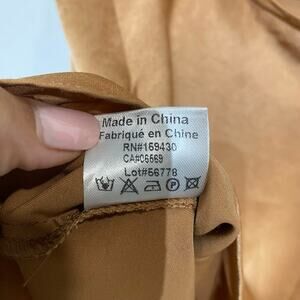 Made in China
Fabriqué en Chine
RN#159430
CA#06569
Lot#56778